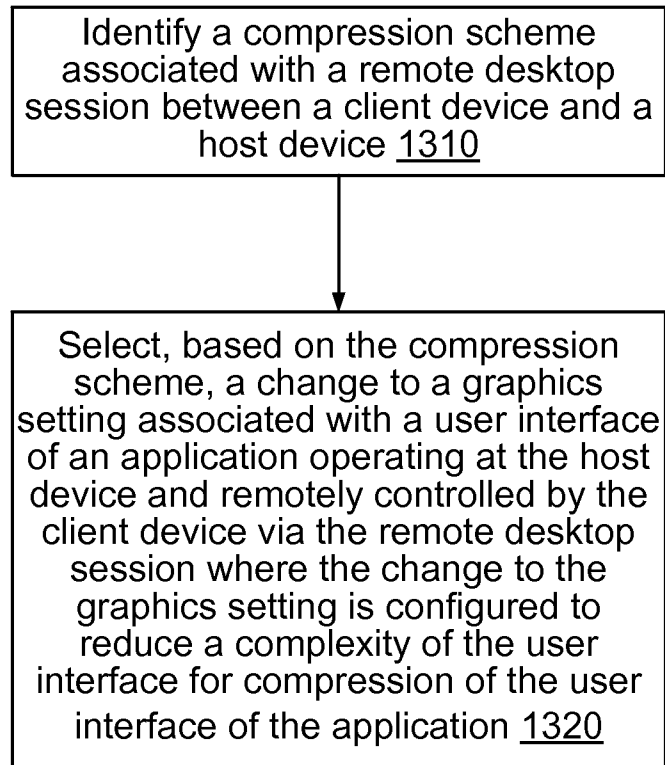 Identify a compression scheme
associated with a remote desktop
session between a client device and a
host device 1310
Select, based on the compression
scheme, a change to a graphics
setting associated with a user interface
of an application operating at the host
device and remotely controlled by the
client device via the remote desktop
session where the change to the
graphics setting is configured to
reduce a complexity of the user
interface for compression of the user
interface of the application 1320